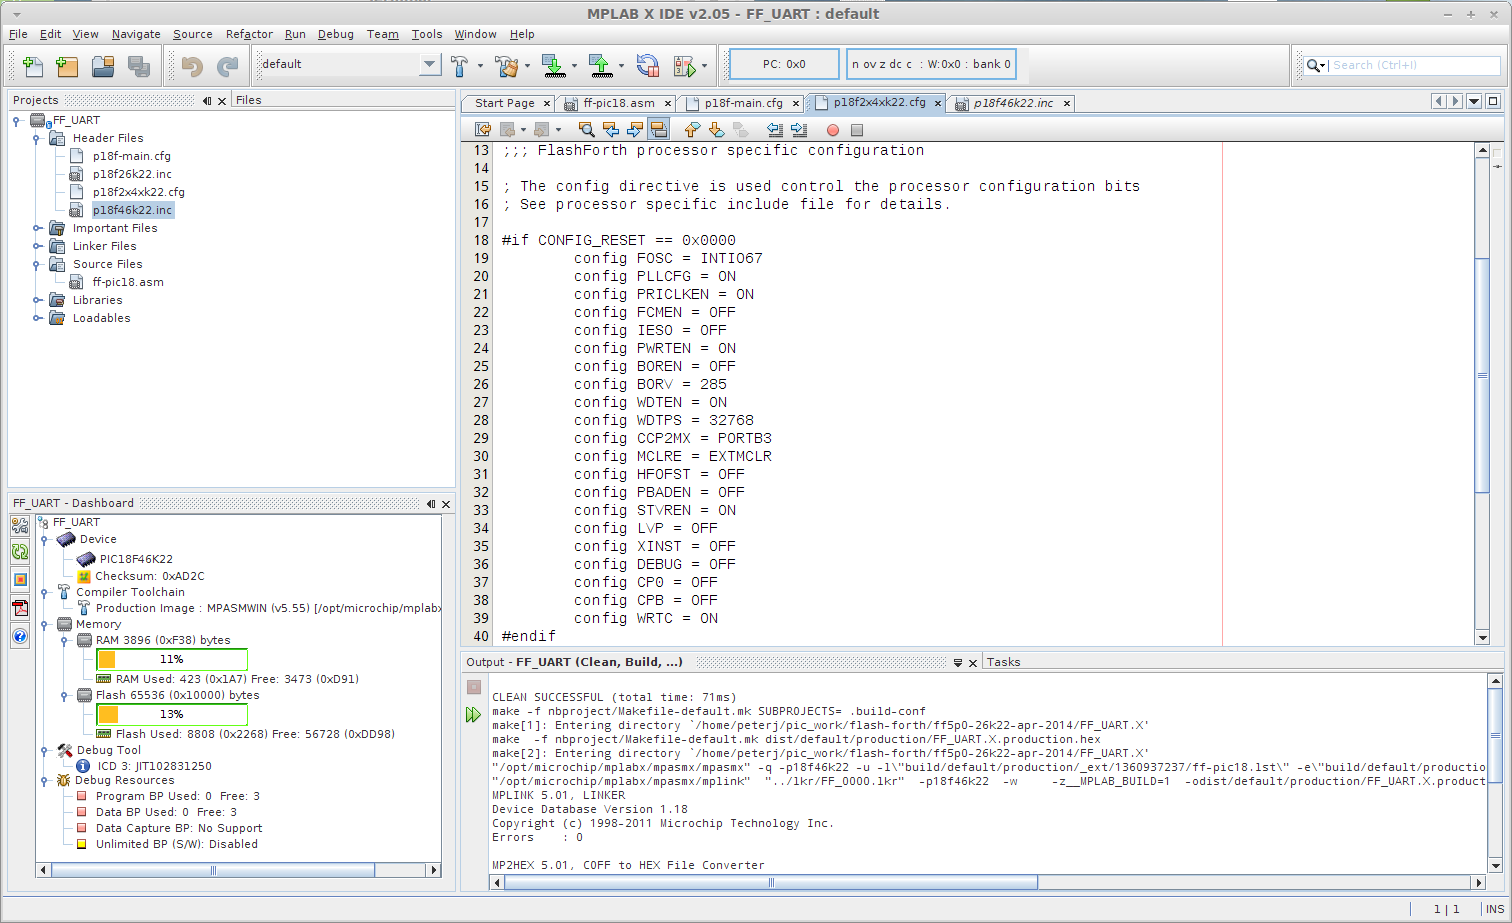 MPLAB X IDE v2.05 - FF_UART : default
File Edit View Navigate Source Refactor Run Debug Team Tools Window Help
default
PC: 0x0
n ov z dc c : W:0x0 : bank 0
Search (Ctrl+I)
Projects
Files
FF_UART
Header Files
p18f-main.cfg
p18f26k22.inc
p18f2x4xk22.cfg
p18f46k22.inc
Important Files
Linker Files
Source Files
ff-pic18.asm
Libraries
Loadables
FF_UART - Dashboard
FF_UART
Device
PIC18F46K22
Checksum: 0xAD2C
Compiler Toolchain
Production Image : MPASMWIN (v5.55) [/opt/microchip/mplabx
Memory
RAM 3896 (0xF38) bytes
11%
RAM Used: 423 (0x1A7) Free: 3473 (0xD91)
Flash 65536 (0x10000) bytes
13%
Flash Used: 8808 (0x2268) Free: 56728 (0xDD98)
Debug Tool
ICD 3: JIT102831250
Debug Resources
Program BP Used: 0 Free: 3
Data BP Used: 0 Free: 3
Data Capture BP: No Support
Unlimited BP (S/W): Disabled
Start Page ff-pic18.asm p18f-main.cfg p18f2x4xk22.cfg p18f46k22.inc
13 ;;; FlashForth processor specific configuration
14
15 ; The config directive is used control the processor configuration bits
16 ; See processor specific include file for details.
17
18 #if CONFIG_RESET == 0x0000
19 config FOSC = INTIO67
20 config PLLCFG = ON
21 config PRICLKEN = ON
22 config FCMEN = OFF
23 config IESO = OFF
24 config PWRTEN = ON
25 config BOREN = OFF
26 config BORV = 285
27 config WDTEN = ON
28 config WDTPS = 32768
29 config CCP2MX = PORTB3
30 config MCLRE = EXTMCLR
31 config HFOFST = OFF
32 config PBADEN = OFF
33 config STVREN = ON
34 config LVP = OFF
35 config XINST = OFF
36 config DEBUG = OFF
37 config CP0 = OFF
38 config CPB = OFF
39 config WRTC = ON
40 #endif
Output - FF_UART (Clean, Build, ...)
Tasks
CLEAN SUCCESSFUL (total time: 71ms)
make -f nbproject/Makefile-default.mk SUBPROJECTS= .build-conf
make[1]: Entering directory `/home/peterj/pic_work/flash-forth/ff5p0-26k22-apr-2014/FF_UART.X'
make  -f nbproject/Makefile-default.mk dist/default/production/FF_UART.X.production.hex
make[2]: Entering directory `/home/peterj/pic_work/flash-forth/ff5p0-26k22-apr-2014/FF_UART.X'
"/opt/microchip/mplabx/mpasmx/mpasmx" -q -p18f46k22 -u -l\"build/default/production/_ext/1360937237/ff-pic18.lst\" -e\"build/default/productio
"/opt/microchip/mplabx/mpasmx/mplink"  "../lkr/FF_0000.lkr"  -p18f46k22  -w    -z__MPLAB_BUILD=1  -odist/default/production/FF_UART.X.product
MPLINK 5.01, LINKER
Device Database Version 1.18
Copyright (c) 1998-2011 Microchip Technology Inc.
Errors    : 0
MP2HEX 5.01, COFF to HEX File Converter
1 | 1 INS